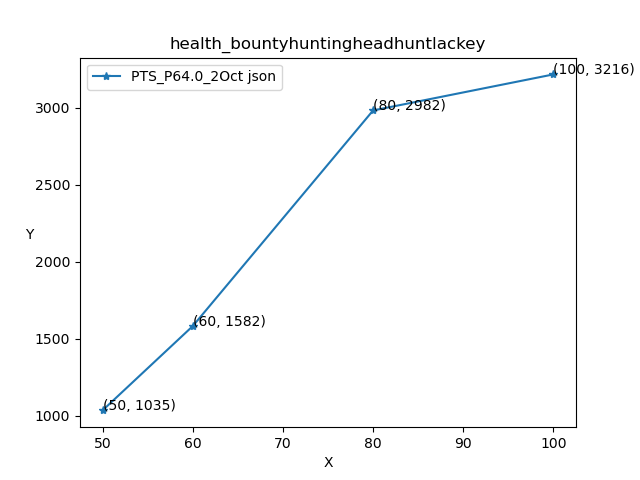 health_bountyhuntingheadhuntlackey
PTS_P64.0_2Oct json
(100, 3216)
(80, 2982)
(60, 1582)
(50, 1035)
3000
2500
2000
1500
1000
Y
50 60 70 80 90 100
X